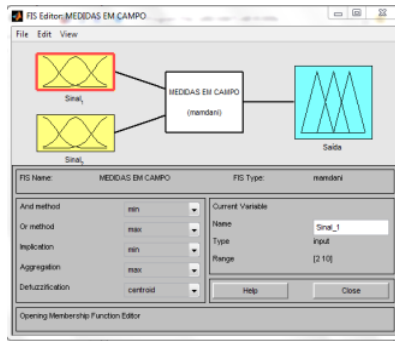 FIS Editor: MEDIDAS EM CAMPO
File Edit View
Sinal1
MEDIDAS EM CAMPO
(mamdani)
Sinal
Saída
FIS Name: MEDIDAS EM CAMPO FIS Type: mamdani
And method min
Or method max
Implication min
Aggregation max
Defuzzification centroid
Current Variable
Name Sinal_1
Type input
Range [2 10]
Help Close
Opening Membership Function Editor